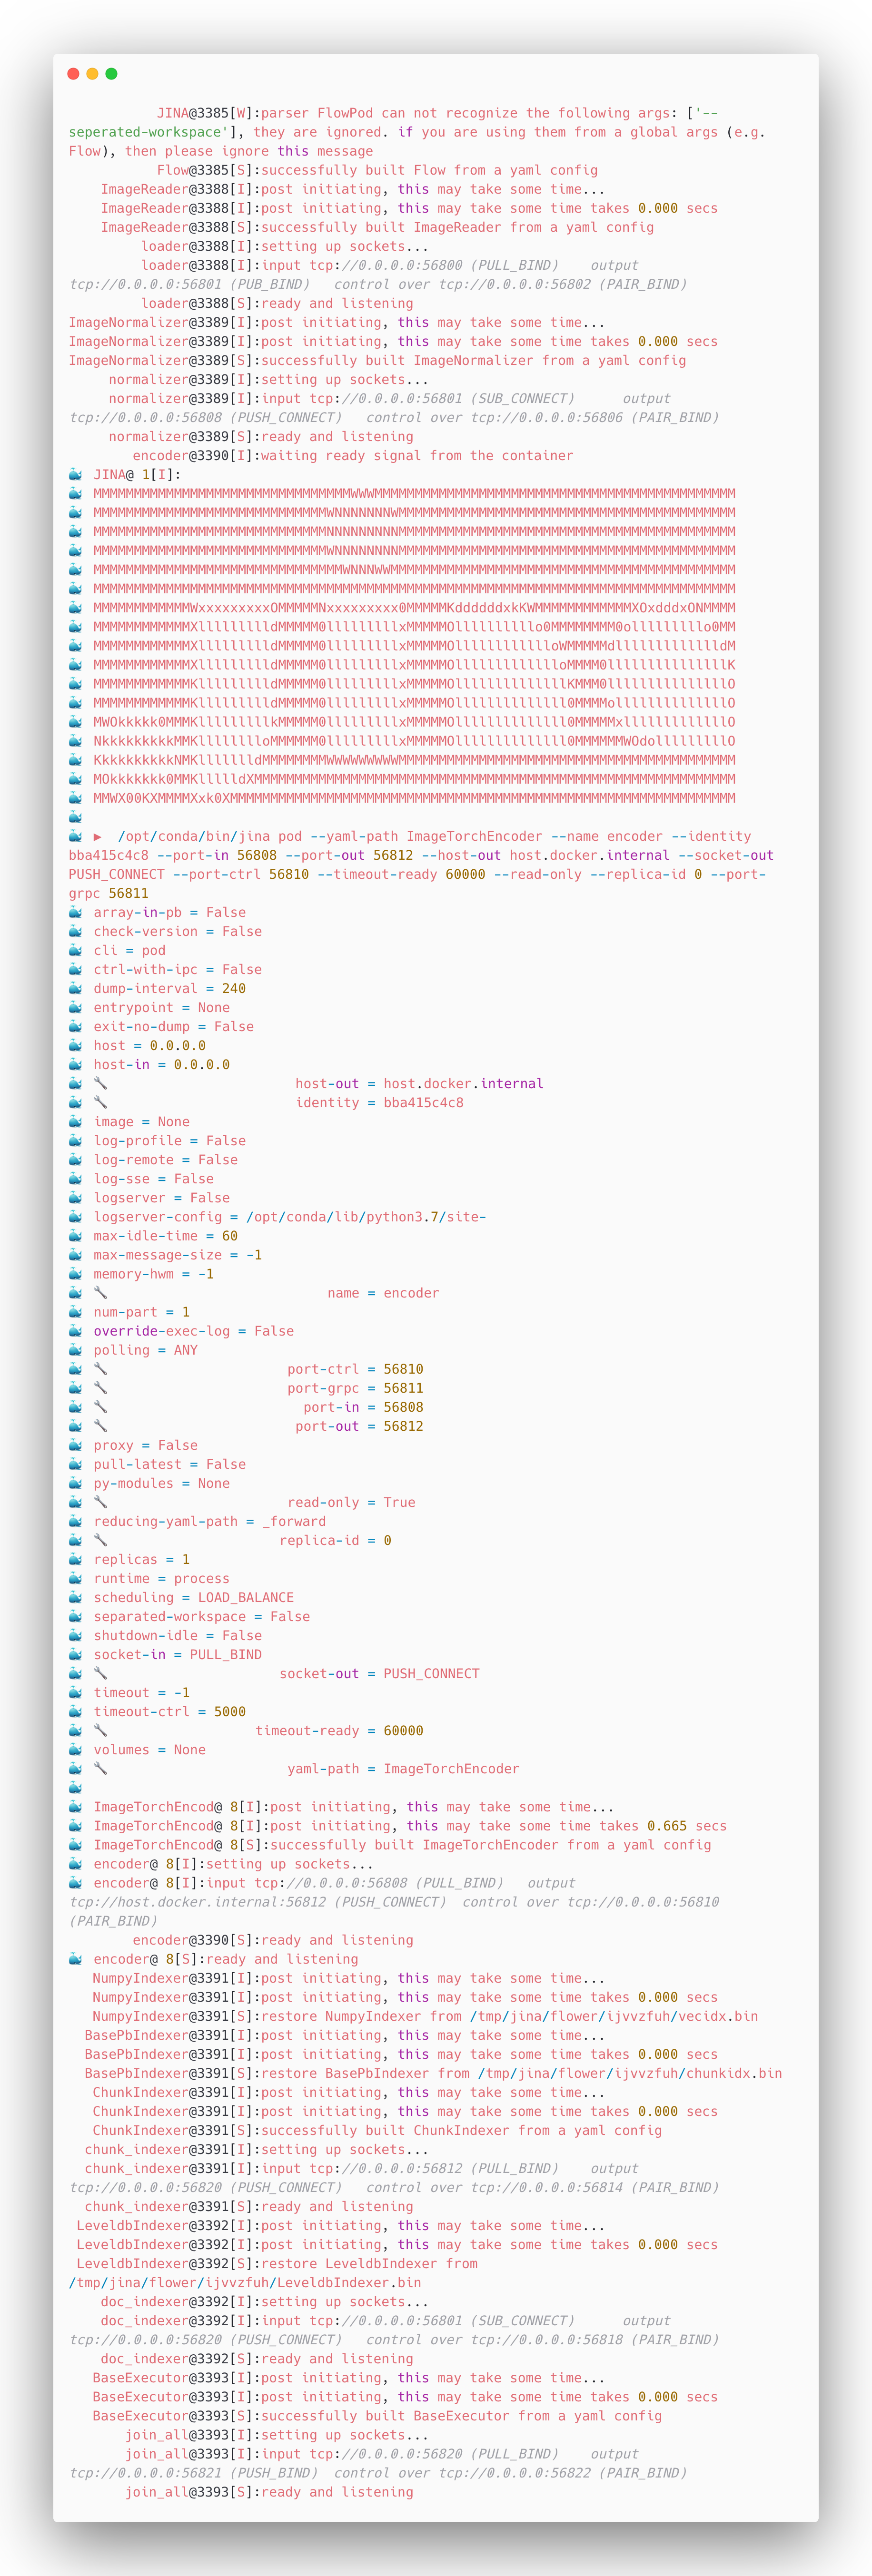 JINA@3385[W]:parser FlowPod can not recognize the following args: ['--
seperated-workspace'], they are ignored. if you are using them from a global args (e.g.
Flow), then please ignore this message
Flow@3385[S]:successfully built Flow from a yaml config
ImageReader@3388[I]:post initiating, this may take some time...
ImageReader@3388[I]:post initiating, this may take some time takes 0.000 secs
ImageReader@3388[S]:successfully built ImageReader from a yaml config
loader@3388[I]:setting up sockets...
loader@3388[I]:input tcp://0.0.0.0:56800 (PULL_BIND)    output
tcp://0.0.0.0:56801 (PUB_BIND)   control over tcp://0.0.0.0:56802 (PAIR_BIND)
loader@3388[S]:ready and listening
ImageNormalizer@3389[I]:post initiating, this may take some time...
ImageNormalizer@3389[I]:post initiating, this may take some time takes 0.000 secs
ImageNormalizer@3389[S]:successfully built ImageNormalizer from a yaml config
normalizer@3389[I]:setting up sockets...
normalizer@3389[I]:input tcp://0.0.0.0:56801 (SUB_CONNECT)      output
tcp://0.0.0.0:56808 (PUSH_CONNECT)   control over tcp://0.0.0.0:56806 (PAIR_BIND)
normalizer@3389[S]:ready and listening
encoder@3390[I]:waiting ready signal from the container
🐳 JINA@ 1[I]:
🐳
🐳 ▶  /opt/conda/bin/jina pod --yaml-path ImageTorchEncoder --name encoder --identity
bba415c4c8 --port-in 56808 --port-out 56812 --host-out host.docker.internal --socket-out
PUSH_CONNECT --port-ctrl 56810 --timeout-ready 60000 --read-only --replica-id 0 --port-
grpc 56811
🐳 array-in-pb = False
🐳 check-version = False
🐳 cli = pod
🐳 ctrl-with-ipc = False
🐳 dump-interval = 240
🐳 entrypoint = None
🐳 exit-no-dump = False
🐳 host = 0.0.0.0
🐳 host-in = 0.0.0.0
🐳 🔧 host-out = host.docker.internal
🐳 🔧 identity = bba415c4c8
🐳 image = None
🐳 log-profile = False
🐳 log-remote = False
🐳 log-sse = False
🐳 logserver = False
🐳 logserver-config = /opt/conda/lib/python3.7/site-
🐳 max-idle-time = 60
🐳 max-message-size = -1
🐳 memory-hwm = -1
🐳 🔧 name = encoder
🐳 num-part = 1
🐳 override-exec-log = False
🐳 polling = ANY
🐳 🔧 port-ctrl = 56810
🐳 🔧 port-grpc = 56811
🐳 🔧 port-in = 56808
🐳 🔧 port-out = 56812
🐳 proxy = False
🐳 pull-latest = False
🐳 py-modules = None
🐳 🔧 read-only = True
🐳 reducing-yaml-path = _forward
🐳 🔧 replica-id = 0
🐳 replicas = 1
🐳 runtime = process
🐳 scheduling = LOAD_BALANCE
🐳 separated-workspace = False
🐳 shutdown-idle = False
🐳 socket-in = PULL_BIND
🐳 🔧 socket-out = PUSH_CONNECT
🐳 timeout = -1
🐳 timeout-ctrl = 5000
🐳 🔧 timeout-ready = 60000
🐳 volumes = None
🐳 🔧 yaml-path = ImageTorchEncoder
🐳
🐳 ImageTorchEncod@ 8[I]:post initiating, this may take some time...
🐳 ImageTorchEncod@ 8[I]:post initiating, this may take some time takes 0.665 secs
🐳 ImageTorchEncod@ 8[S]:successfully built ImageTorchEncoder from a yaml config
🐳 encoder@ 8[I]:setting up sockets...
🐳 encoder@ 8[I]:input tcp://0.0.0.0:56808 (PULL_BIND)   output
tcp://host.docker.internal:56812 (PUSH_CONNECT)  control over tcp://0.0.0.0:56810
(PAIR_BIND)
encoder@3390[S]:ready and listening
🐳 encoder@ 8[S]:ready and listening
NumpyIndexer@3391[I]:post initiating, this may take some time...
NumpyIndexer@3391[I]:post initiating, this may take some time takes 0.000 secs
NumpyIndexer@3391[S]:restore NumpyIndexer from /tmp/jina/flower/ijvvzfuh/vecidx.bin
BasePbIndexer@3391[I]:post initiating, this may take some time...
BasePbIndexer@3391[I]:post initiating, this may take some time takes 0.000 secs
BasePbIndexer@3391[S]:restore BasePbIndexer from /tmp/jina/flower/ijvvzfuh/chunkidx.bin
ChunkIndexer@3391[I]:post initiating, this may take some time...
ChunkIndexer@3391[I]:post initiating, this may take some time takes 0.000 secs
ChunkIndexer@3391[S]:successfully built ChunkIndexer from a yaml config
chunk_indexer@3391[I]:setting up sockets...
chunk_indexer@3391[I]:input tcp://0.0.0.0:56812 (PULL_BIND)    output
tcp://0.0.0.0:56820 (PUSH_CONNECT)   control over tcp://0.0.0.0:56814 (PAIR_BIND)
chunk_indexer@3391[S]:ready and listening
LeveldbIndexer@3392[I]:post initiating, this may take some time...
LeveldbIndexer@3392[I]:post initiating, this may take some time takes 0.000 secs
LeveldbIndexer@3392[S]:restore LeveldbIndexer from
/tmp/jina/flower/ijvvzfuh/LeveldbIndexer.bin
doc_indexer@3392[I]:setting up sockets...
doc_indexer@3392[I]:input tcp://0.0.0.0:56801 (SUB_CONNECT)      output
tcp://0.0.0.0:56820 (PUSH_CONNECT)   control over tcp://0.0.0.0:56818 (PAIR_BIND)
doc_indexer@3392[S]:ready and listening
BaseExecutor@3393[I]:post initiating, this may take some time...
BaseExecutor@3393[I]:post initiating, this may take some time takes 0.000 secs
BaseExecutor@3393[S]:successfully built BaseExecutor from a yaml config
join_all@3393[I]:setting up sockets...
join_all@3393[I]:input tcp://0.0.0.0:56820 (PULL_BIND)    output
tcp://0.0.0.0:56821 (PUSH_BIND)  control over tcp://0.0.0.0:56822 (PAIR_BIND)
join_all@3393[S]:ready and listening